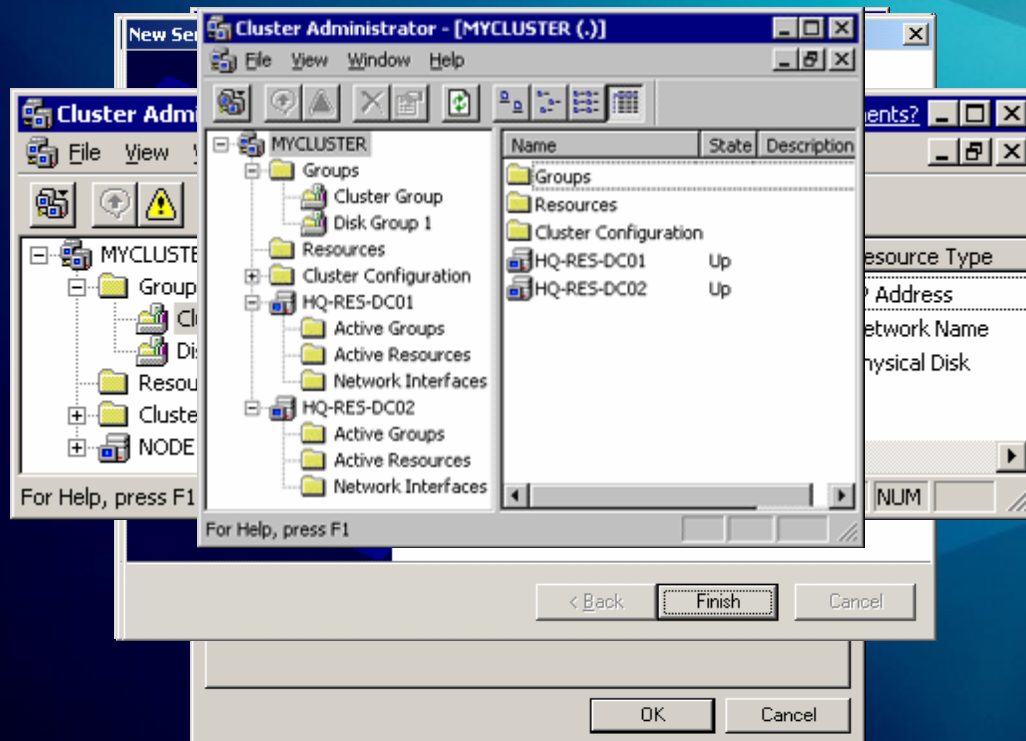 New Ser
Cluster Administrator - [MYCLUSTER (.)]
File View Window Help
MYCLUSTER
Groups
Cluster Group
Disk Group 1
Resources
Cluster Configuration
HQ-RES-DC01
Active Groups
Active Resources
Network Interfaces
HQ-RES-DC02
Active Groups
Active Resources
Network Interfaces
Name State Description
Groups
Resources
Cluster Configuration
HQ-RES-DC01 Up
HQ-RES-DC02 Up
For Help, press F1
Cluster Adm
ents?
File View
MYCLUSTE
Group
Cl
Di
Resou
Cluste
NODE
For Help, press F1
esource Type
Address
etwork Name
hysical Disk
NUM
< Back Finish Cancel
OK Cancel